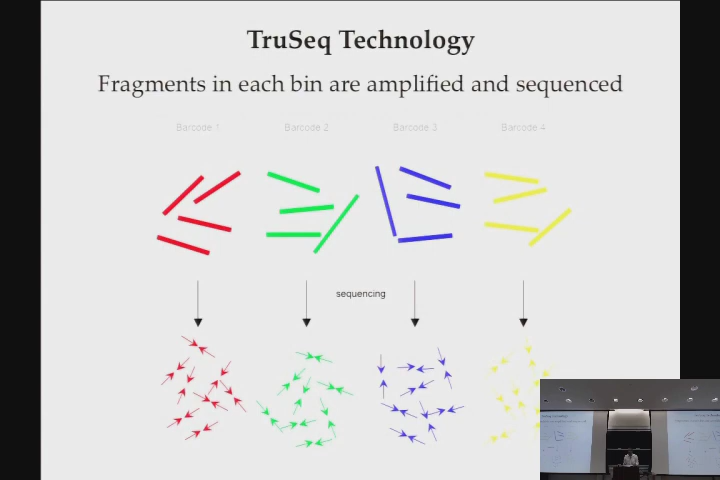 TruSeq Technology
Fragments in each bin are amplified and sequenced
Barcode 1 Barcode 2 Barcode 3 Barcode 4
sequencing